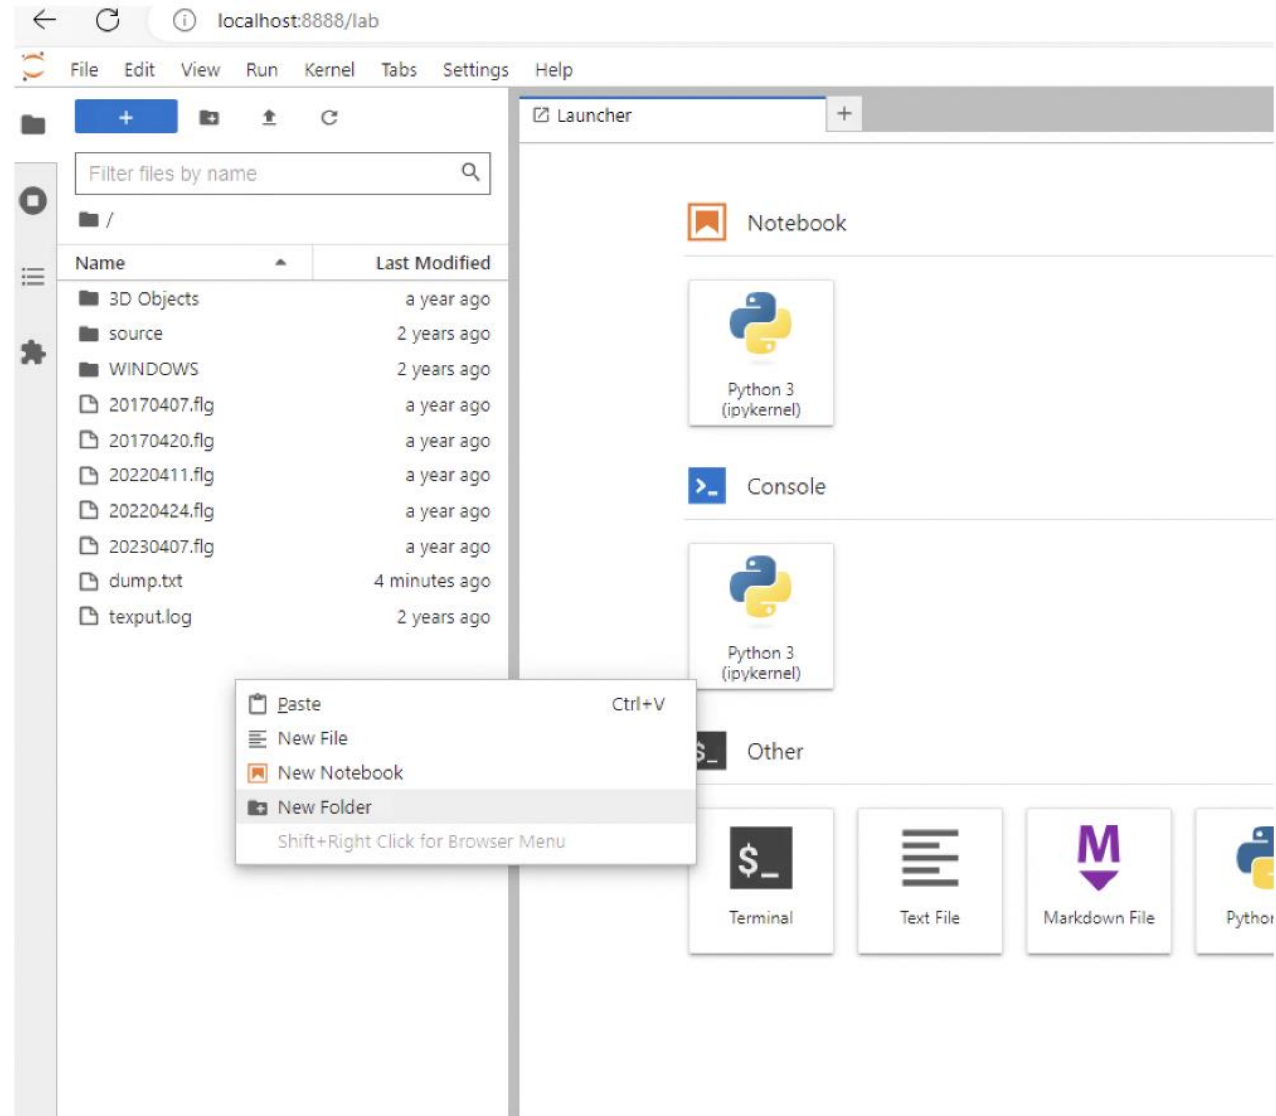 localhost:8888/lab
File Edit View Run Kernel Tabs Settings Help
+
Filter files by name
/
Name Last Modified
3D Objects a year ago
source 2 years ago
WINDOWS 2 years ago
20170407.flg a year ago
20170420.flg a year ago
20220411.flg a year ago
20220424.flg a year ago
20230407.flg a year ago
dump.txt 4 minutes ago
texput.log 2 years ago
Paste Ctrl+V
New File
New Notebook
New Folder
Shift+Right Click for Browser Menu
Launcher +
Notebook
Python 3
(ipykernel)
Console
Python 3
(ipykernel)
$_ Other
$_
Terminal
Text File
M
Markdown File
Python